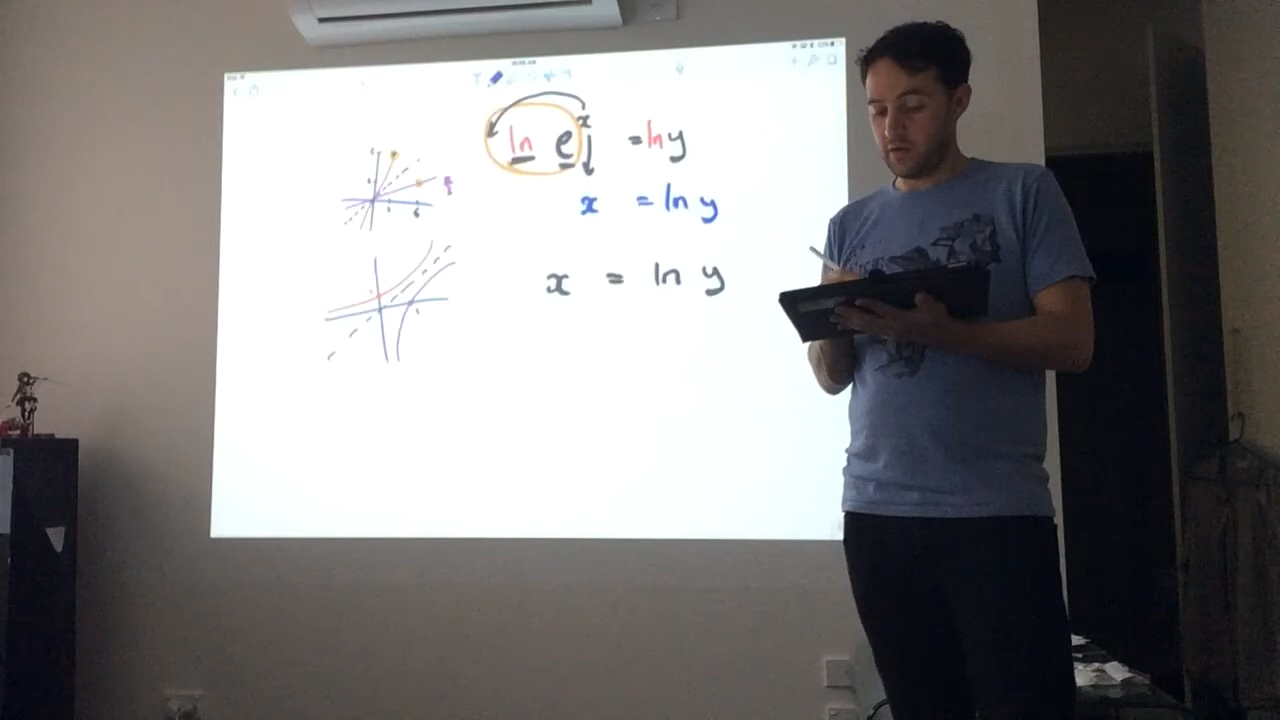 ln e^x = ln y
x = ln y
x = ln y